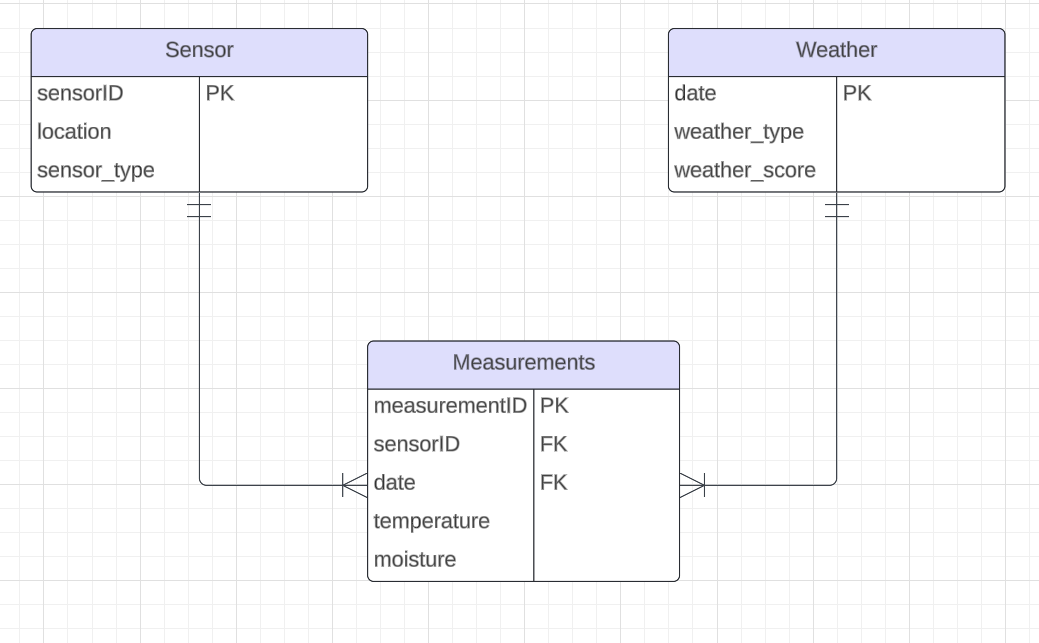 Sensor
sensorID PK
location
sensor_type
Weather
date PK
weather_type
weather_score
Measurements
measurementID PK
sensorID FK
date FK
temperature
moisture